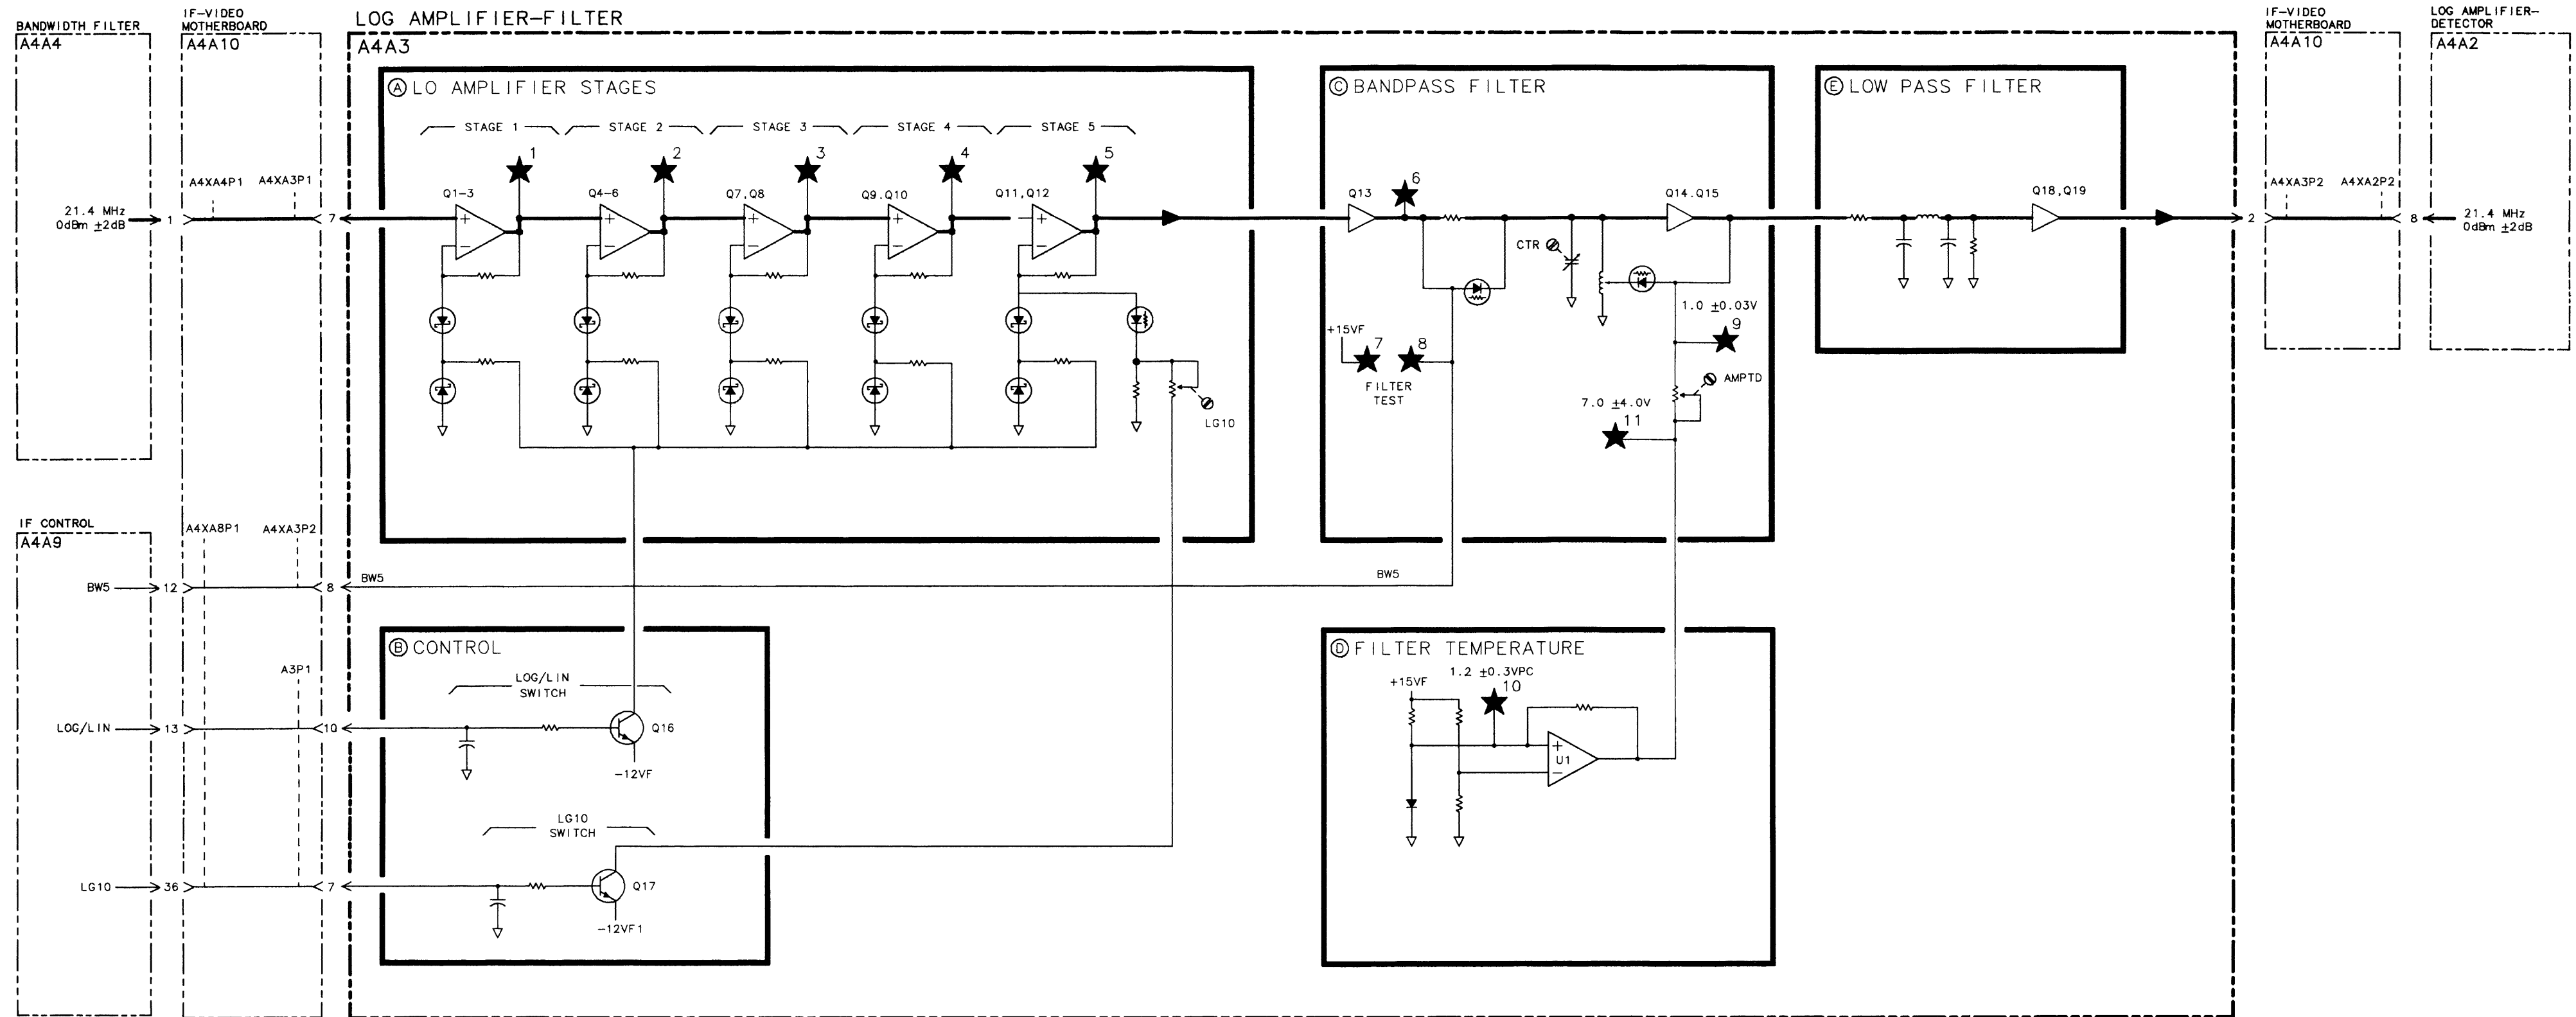 LOG AMPLIFIER-FILTER
BANDWIDTH FILTER
A4A4
21.4 MHz
0dBm ±2dB
1
IF-VIDEO
MOTHERBOARD
A4A10
A4XA4P1
A4XA3P1
7
A4A3
Ⓐ LO AMPLIFIER STAGES
STAGE 1
STAGE 2
STAGE 3
STAGE 4
STAGE 5
1
2
3
4
5
Q1-3
Q4-6
Q7,Q8
Q9.Q10
Q11,Q12
+
−
+
−
+
−
+
−
+
−
LG10
Ⓒ BANDPASS FILTER
Q13
6
Q14.Q15
CTR
1.0 ±0.03V
9
+15VF
7
8
FILTER
TEST
AMPTD
7.0 ±4.0V
11
Ⓔ LOW PASS FILTER
Q18,Q19
2
IF-VIDEO
MOTHERBOARD
A4A10
A4XA3P2
A4XA2P2
8
LOG AMPLIFIER-
DETECTOR
A4A2
21.4 MHz
0dBm ±2dB
IF CONTROL
A4A9
A4XA8P1
A4XA3P2
BW5
12
8
BW5
BW5
A3P1
LOG/LIN
13
10
LG10
36
7
Ⓑ CONTROL
LOG/LIN
SWITCH
Q16
-12VF
LG10
SWITCH
Q17
-12VF1
Ⓓ FILTER TEMPERATURE
1.2 ±0.3VPC
+15VF
10
+
U1
−